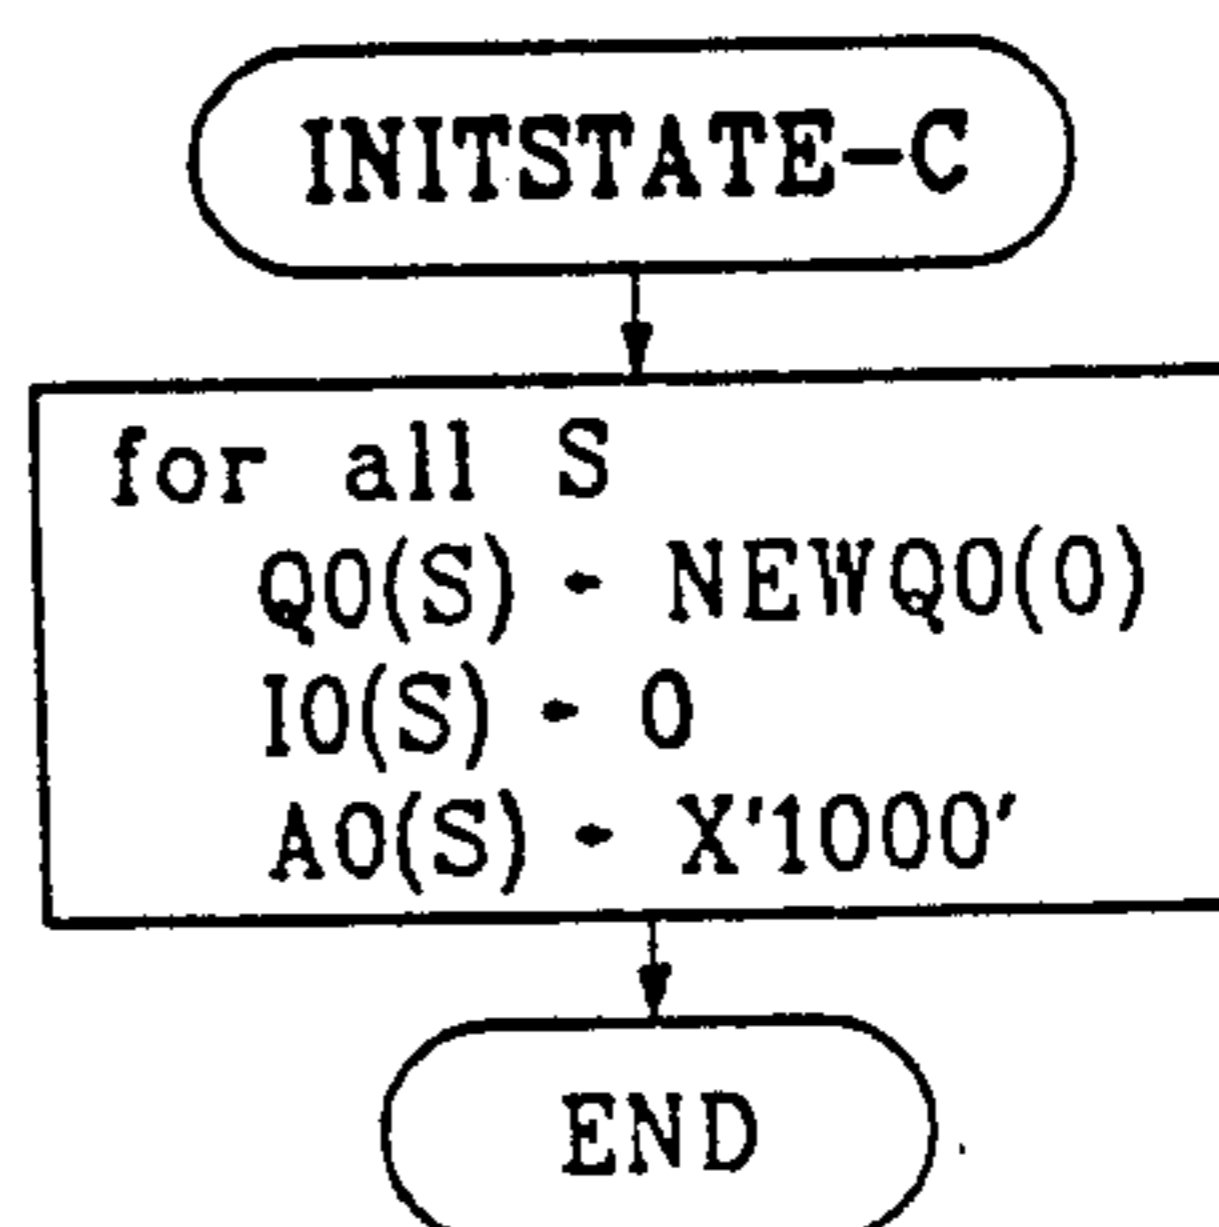 INITSTATE-C
for all S
Q0(S) ← NEWQ0(0)
I0(S) ← 0
A0(S) ← X'1000'
END